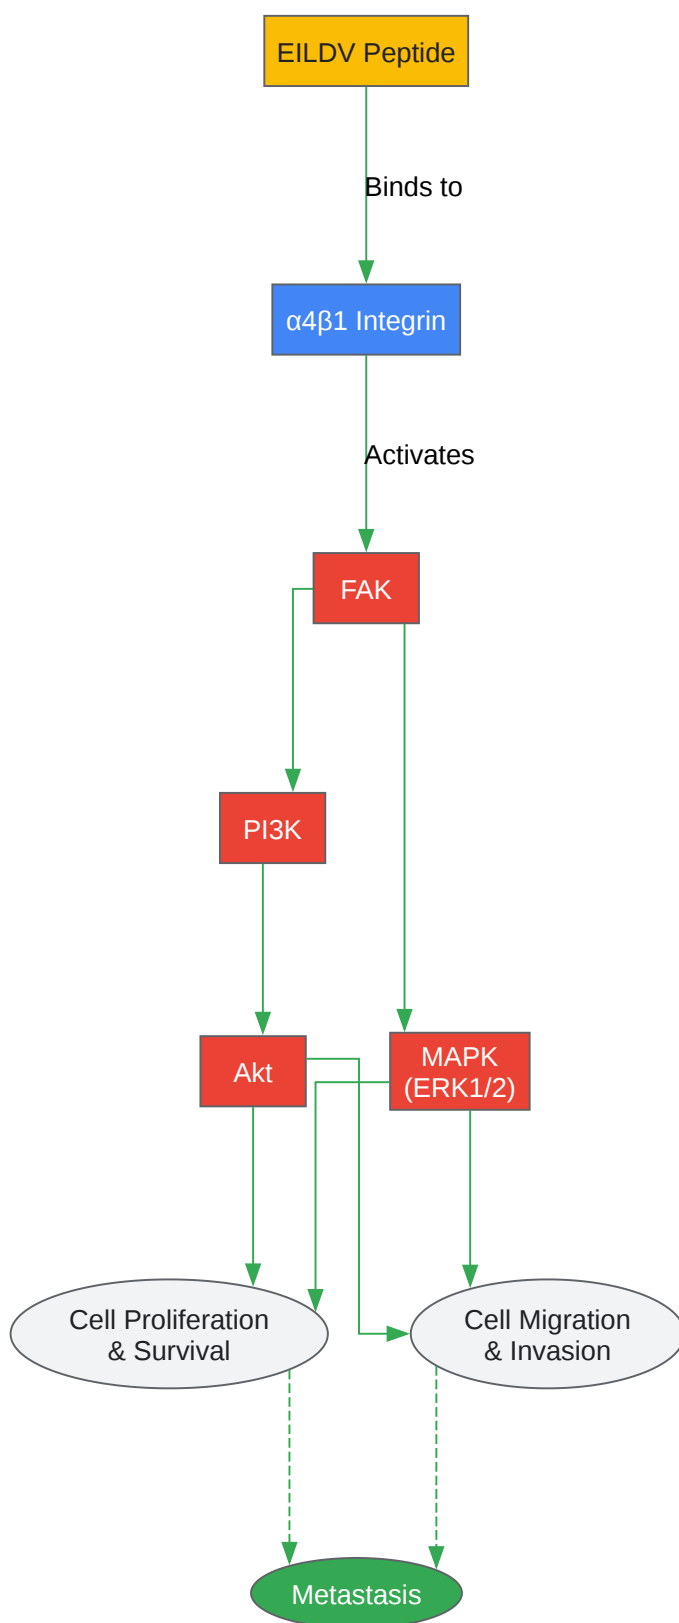 EILDV Peptide
Binds to
α4β1 Integrin
Activates
FAK
PI3K
Akt
MAPK
(ERK1/2)
Cell Proliferation
& Survival
Cell Migration
& Invasion
Metastasis